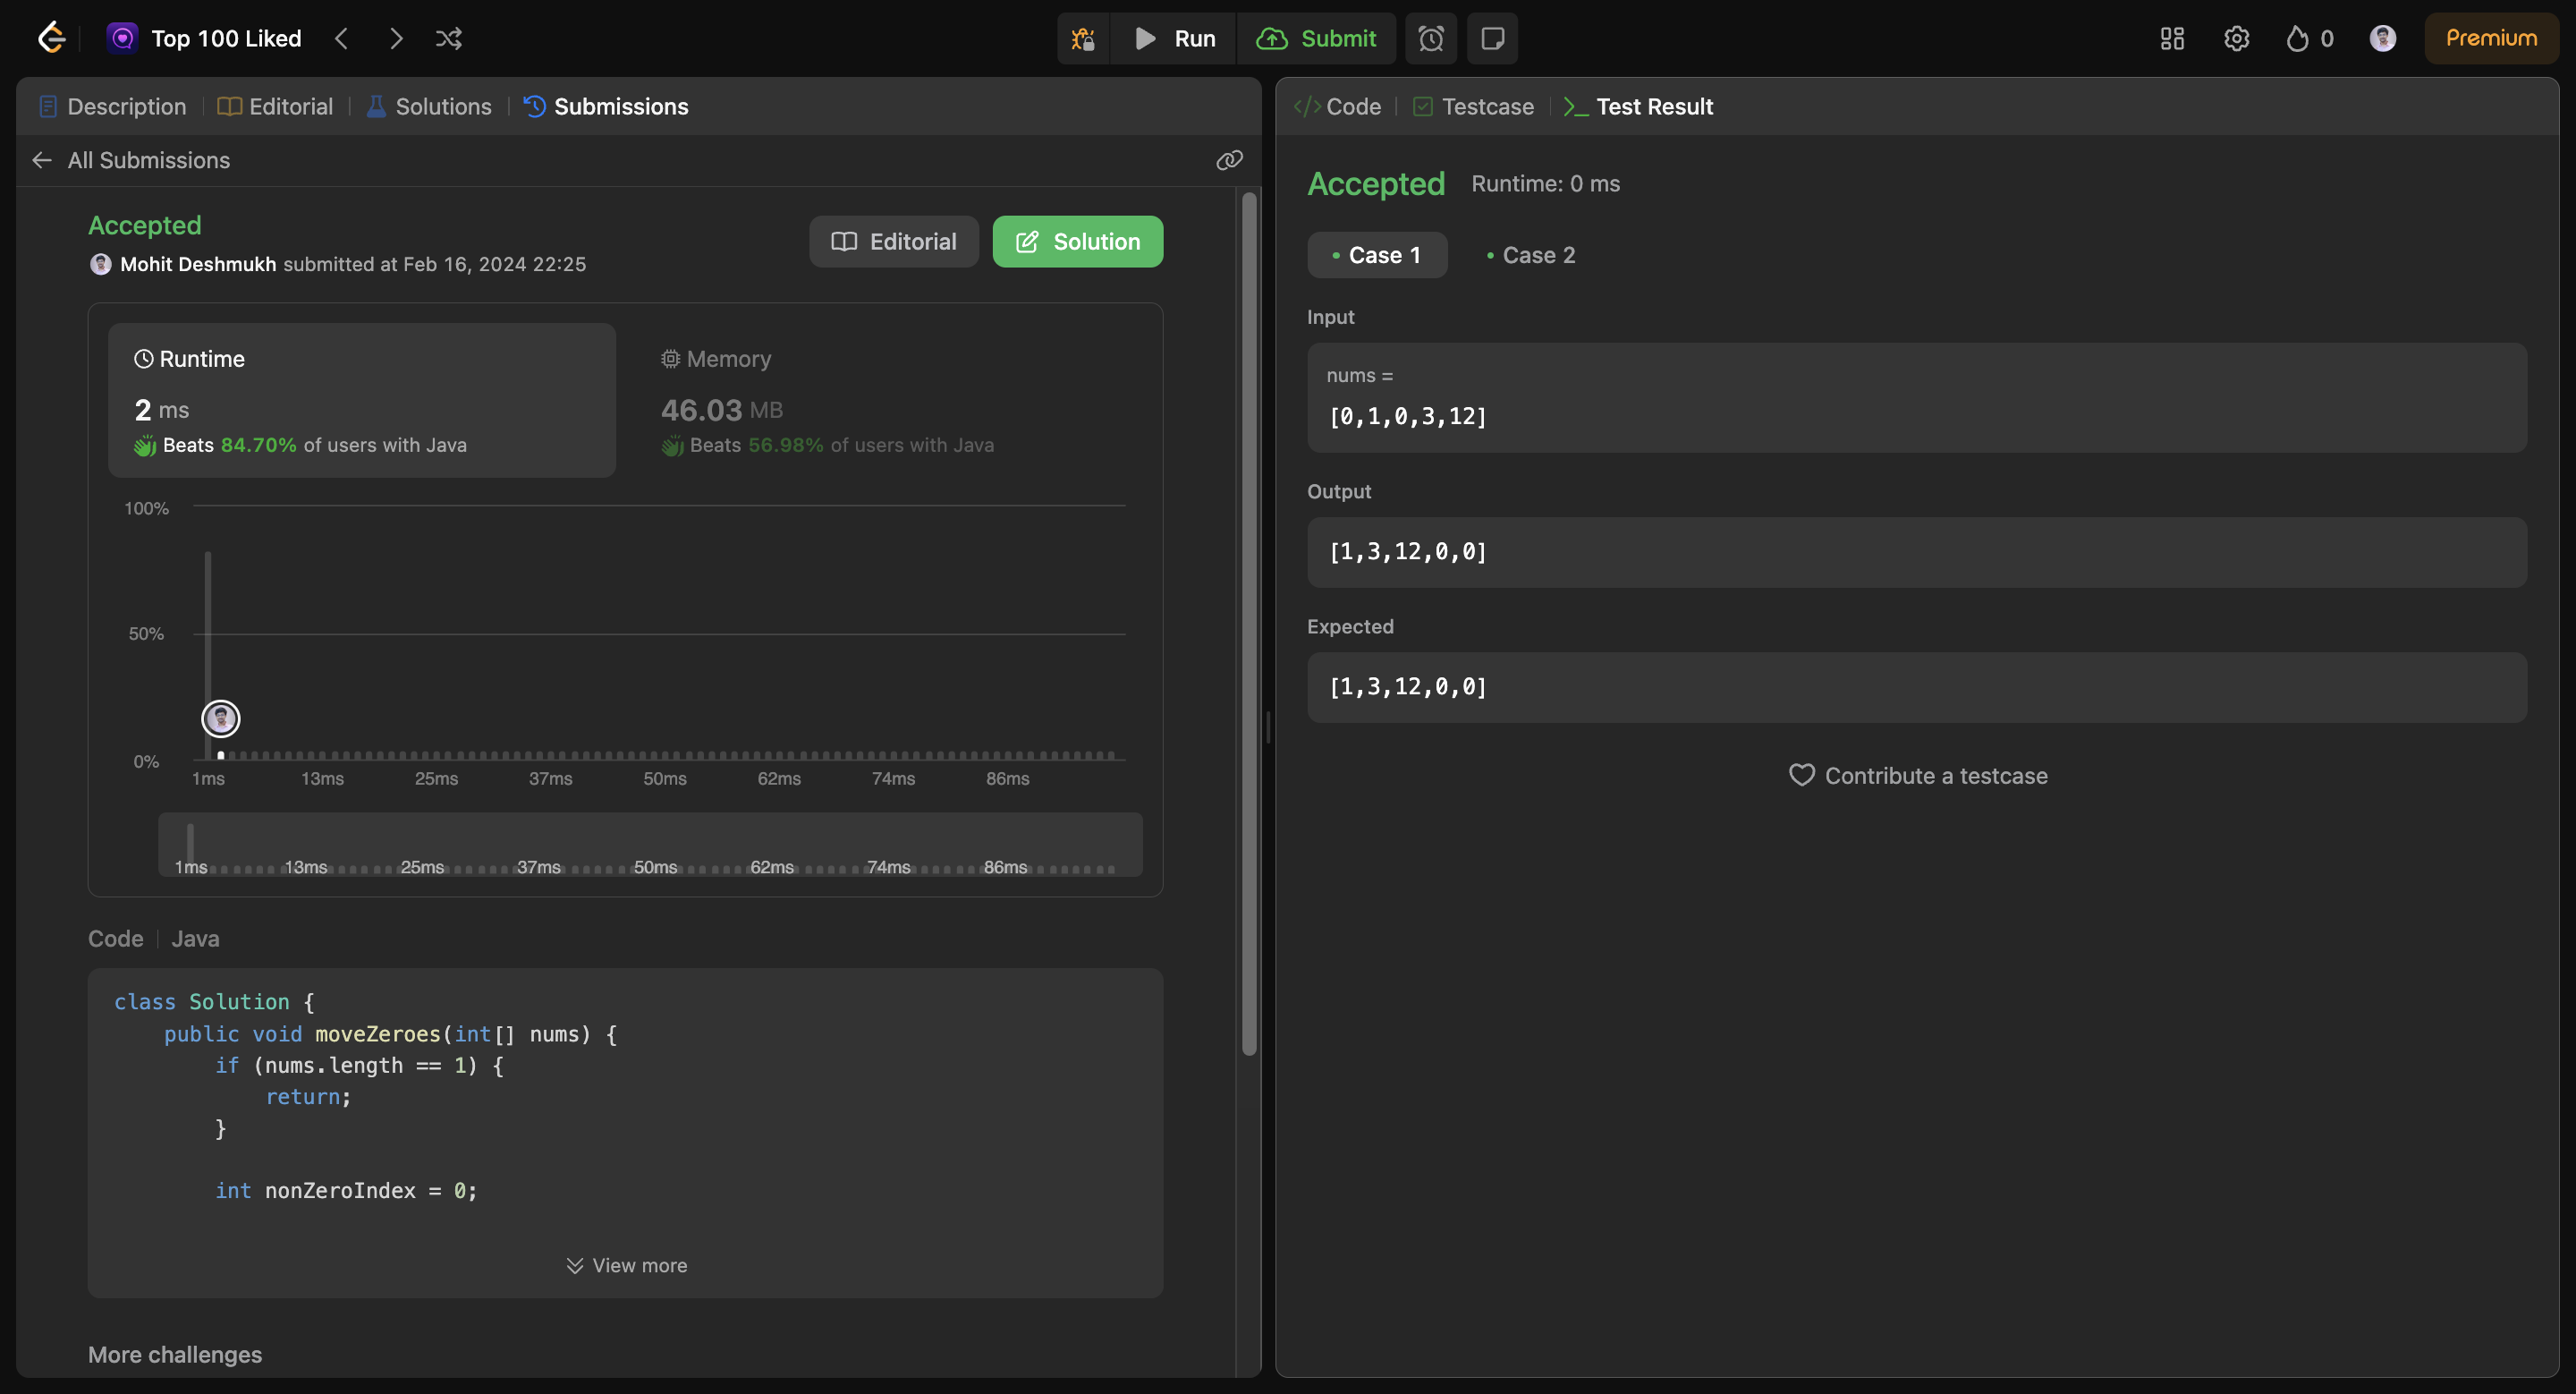 Top 100 Liked
Run
Submit
0
Premium
Description
Editorial
Solutions
Submissions
All Submissions
Accepted
Mohit Deshmukh submitted at Feb 16, 2024 22:25
Editorial
Solution
Runtime
2 ms
Beats 84.70% of users with Java
Memory
46.03 MB
Beats 56.98% of users with Java
100%
50%
0%
1ms 13ms 25ms 37ms 50ms 62ms 74ms 86ms
1ms 13ms 25ms 37ms 50ms 62ms 74ms 86ms
Code
Java
class Solution {
    public void moveZeroes(int[] nums) {
        if (nums.length == 1) {
            return;
        }

        int nonZeroIndex = 0;
View more
More challenges
</> Code
Testcase
>_ Test Result
Accepted
Runtime: 0 ms
• Case 1
• Case 2
Input
nums =
[0,1,0,3,12]
Output
[1,3,12,0,0]
Expected
[1,3,12,0,0]
Contribute a testcase